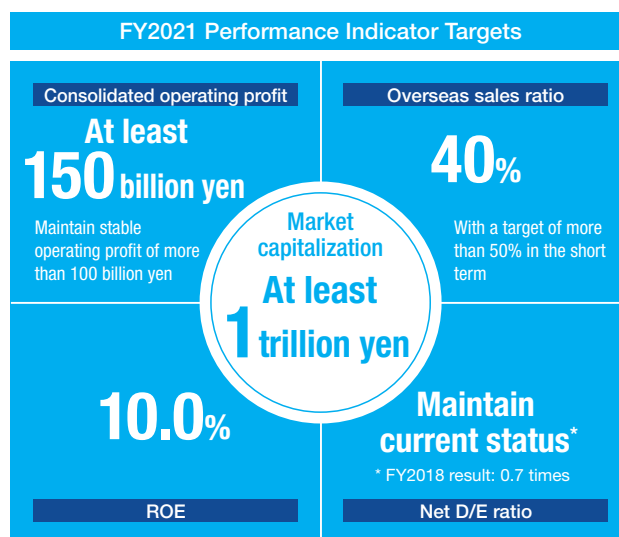 FY2021 Performance Indicator Targets
Consolidated operating profit
At least
150 billion yen
Maintain stable
operating profit of more
than 100 billion yen
Overseas sales ratio
40%
With a target of more
than 50% in the short
term
Market
capitalization
At least
1 trillion yen
10.0%
ROE
Maintain
current status*
* FY2018 result: 0.7 times
Net D/E ratio